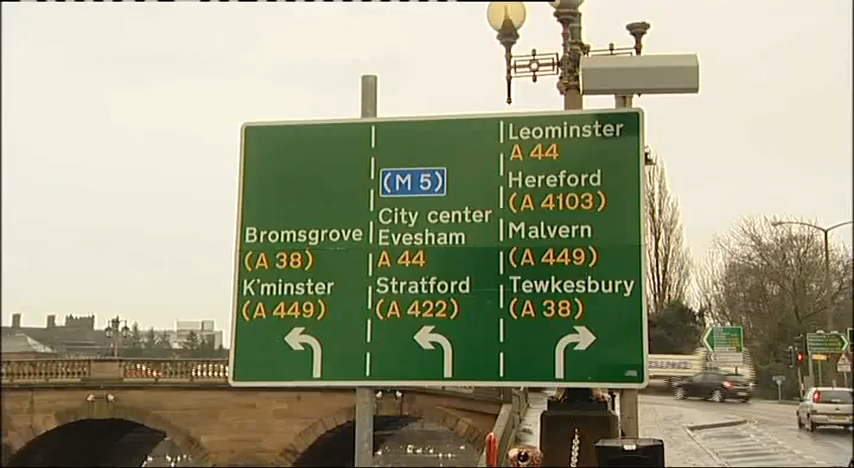 Bromsgrove
(A 38)
K'minster
(A 449)
(M 5)
City center
Evesham
A 44
Stratford
(A 422)
Leominster
A 44
Hereford
(A 4103)
Malvern
(A 449)
Tewkesbury
(A 38)